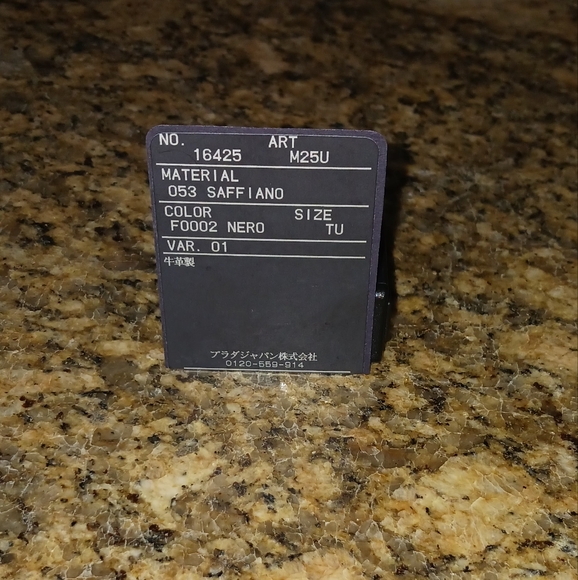 NO. ART
16425 M25U
MATERIAL
053 SAFFIANO
COLOR SIZE
F0002 NERO TU
VAR. 01
牛革製
プラダジャパン株式会社
0120-559-914